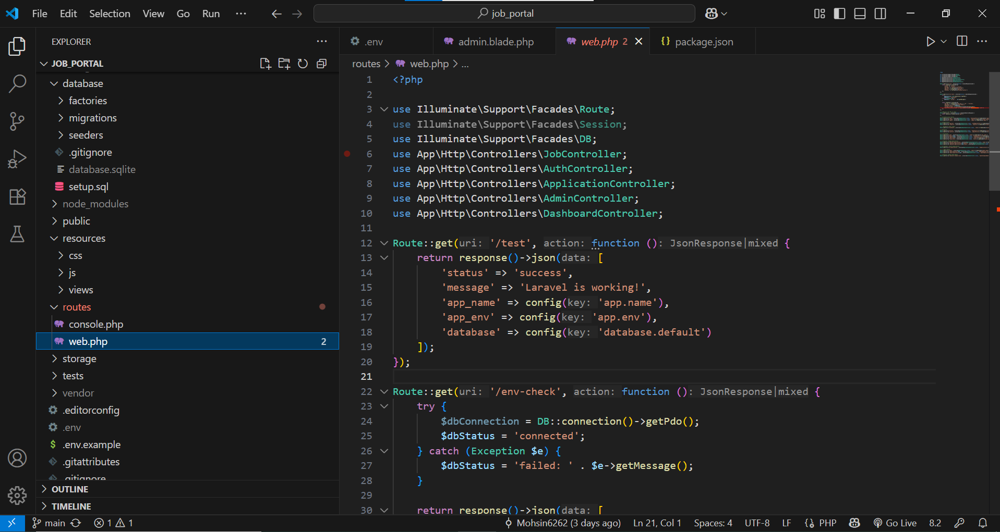 File Edit Selection View Go Run ··· job_portal
EXPLORER
JOB_PORTAL
database
factories
migrations
seeders
.gitignore
database.sqlite
setup.sql
node_modules
public
resources
css
js
views
routes
console.php
web.php 2
storage
tests
vendor
.editorconfig
.env
.env.example
.gitattributes
.gitignore
OUTLINE
TIMELINE
.env admin.blade.php web.php 2 package.json
routes > web.php > ...
1 <?php
2
3 use Illuminate\Support\Facades\Route;
4 use Illuminate\Support\Facades\Session;
5 use Illuminate\Support\Facades\DB;
6 use App\Http\Controllers\JobController;
7 use App\Http\Controllers\AuthController;
8 use App\Http\Controllers\ApplicationController;
9 use App\Http\Controllers\AdminController;
10 use App\Http\Controllers\DashboardController;
11
12 Route::get(uri: '/test', action: function (): JsonResponse|mixed {
13 return response()->json(data: [
14 'status' => 'success',
15 'message' => 'Laravel is working!',
16 'app_name' => config(key: 'app.name'),
17 'app_env' => config(key: 'app.env'),
18 'database' => config(key: 'database.default')
19 ]);
20 });
21
22 Route::get(uri: '/env-check', action: function (): JsonResponse|mixed {
23 try {
24 $dbConnection = DB::connection()->getPdo();
25 $dbStatus = 'connected';
26 } catch (Exception $e) {
27 $dbStatus = 'failed: ' . $e->getMessage();
28 }
29
30 return response()->json(data: [
main 1 1 Mohsin6262 (3 days ago) Ln 21, Col 1 Spaces: 4 UTF-8 LF PHP Go Live 8.2